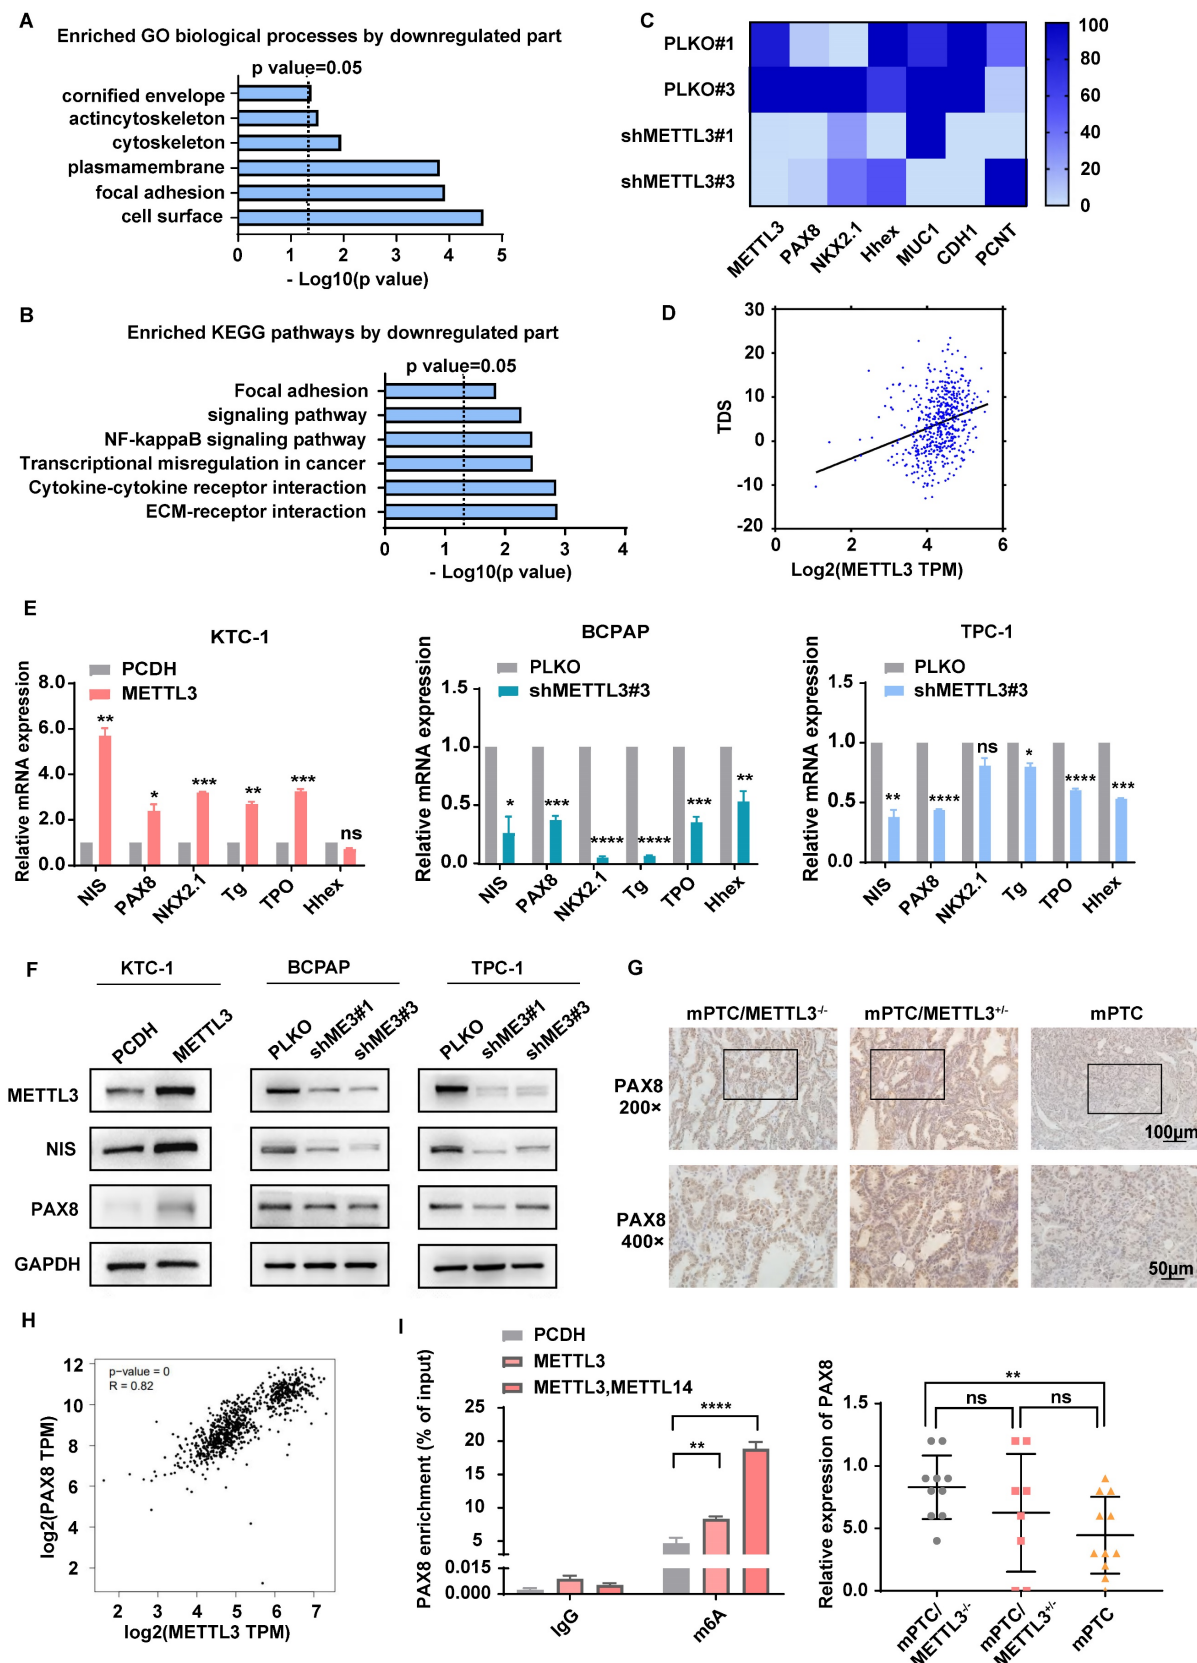 A
Enriched GO biological processes by downregulated part
p value=0.05
cornified envelope
actincytoskeleton
cytoskeleton
plasmamembrane
focal adhesion
cell surface
0 1 2 3 4 5
- Log10(p value)
B
Enriched KEGG pathways by downregulated part
p value=0.05
Focal adhesion
signaling pathway
NF-kappaB signaling pathway
Transcriptional misregulation in cancer
Cytokine-cytokine receptor interaction
ECM-receptor interaction
0 1 2 3 4
- Log10(p value)
C
PLKO#1
PLKO#3
shMETTL3#1
shMETTL3#3
METTL3 PAX8 NKX2.1 Hhex MUC1 CDH1 PCNT
100
80
60
40
20
0
D
TDS
30
20
10
0
-10
-20
0 2 4 6
Log2(METTL3 TPM)
E
KTC-1
PCDH
METTL3
Relative mRNA expression
8.0
6.0
4.0
2.0
0.0
** * *** ** *** ns
NIS PAX8 NKX2.1 Tg TPO Hhex
BCPAP
PLKO
shMETTL3#3
Relative mRNA expression
1.5
1.0
0.5
0.0
* *** **** **** *** **
NIS PAX8 NKX2.1 Tg TPO Hhex
TPC-1
PLKO
shMETTL3#3
Relative mRNA expression
1.5
1.0
0.5
0.0
** **** ns * **** ***
NIS PAX8 NKX2.1 Tg TPO Hhex
F
KTC-1 BCPAP TPC-1
PCDH METTL3 PLKO shME3#1 shME3#3 PLKO shME3#1 shME3#3
METTL3
NIS
PAX8
GAPDH
G
mPTC/METTL3-/- mPTC/METTL3+/- mPTC
PAX8
200×
100μm
PAX8
400×
50μm
H
p-value = 0
R = 0.82
log2(PAX8 TPM)
12
10
8
6
4
2
2 3 4 5 6 7
log2(METTL3 TPM)
I
PCDH
METTL3
METTL3,METTL14
PAX8 enrichment (% of input)
25
20
15
10
5
0.015
0.000
****
**
IgG m6A
Relative expression of PAX8
1.5
1.0
5.0
0.0
**
ns ns
mPTC/
METTL3-/-
mPTC/
METTL3+/-
mPTC